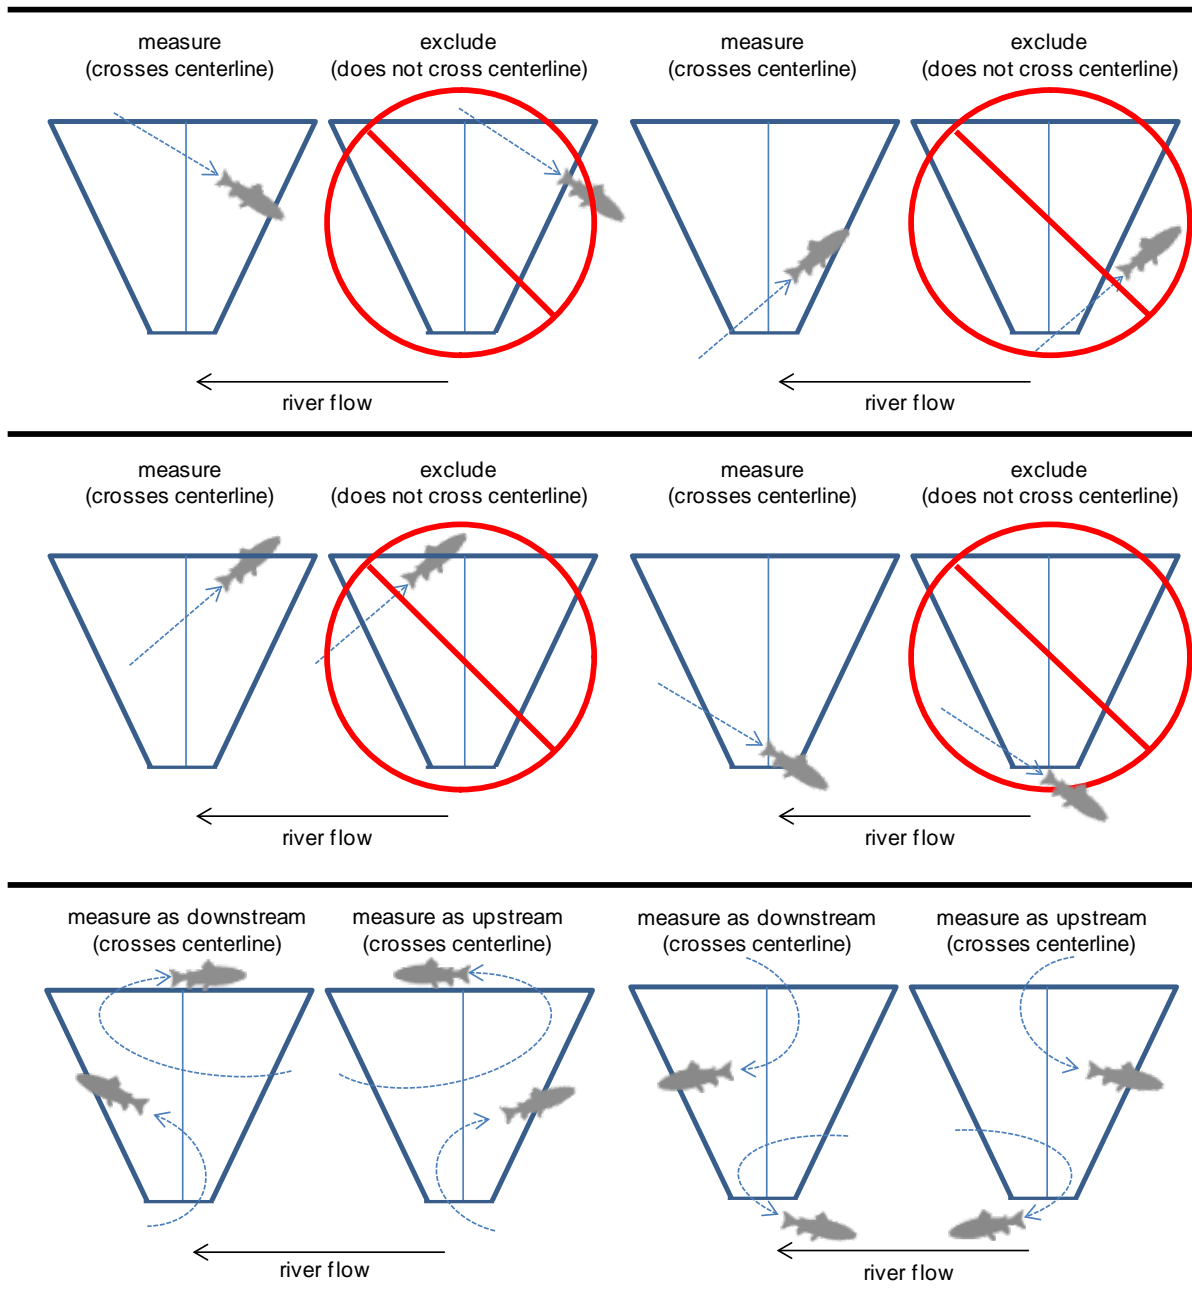 measure
(crosses centerline)
exclude
(does not cross centerline)
measure
(crosses centerline)
exclude
(does not cross centerline)
river flow
river flow
measure
(crosses centerline)
exclude
(does not cross centerline)
measure
(crosses centerline)
exclude
(does not cross centerline)
river flow
river flow
measure as downstream
(crosses centerline)
measure as upstream
(crosses centerline)
measure as downstream
(crosses centerline)
measure as upstream
(crosses centerline)
river flow
river flow